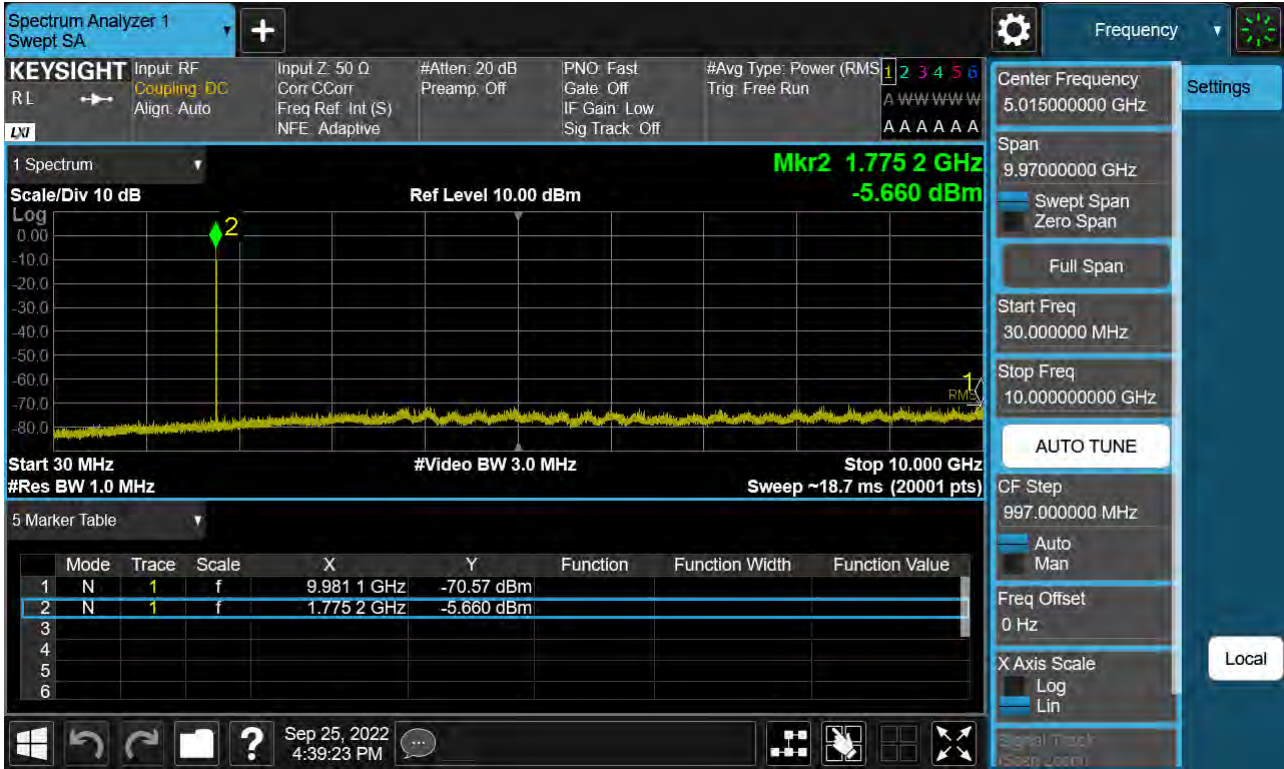 Spectrum Analyzer 1
Swept SA
+
Frequency
KEYSIGHT
RL
LXI
Input: RF
Coupling: DC
Align: Auto
Input Z: 50 Ω
Corr CCorr
Freq Ref: Int (S)
NFE: Adaptive
#Atten: 20 dB
Preamp: Off
PNO: Fast
Gate: Off
IF Gain: Low
Sig Track: Off
#Avg Type: Power (RMS
Trig: Free Run
1 2 3 4 5 6
A W W W W W
A A A A A A
1 Spectrum
Scale/Div 10 dB
Ref Level 10.00 dBm
Mkr2 1.775 2 GHz
-5.660 dBm
Log
0.00
-10.0
-20.0
-30.0
-40.0
-50.0
-60.0
-70.0
-80.0
2
1
RMS
Start 30 MHz
#Video BW 3.0 MHz
Stop 10.000 GHz
#Res BW 1.0 MHz
Sweep ~18.7 ms (20001 pts)
5 Marker Table
Mode Trace Scale X Y Function Function Width Function Value
1 N 1 f 9.981 1 GHz -70.57 dBm
2 N 1 f 1.775 2 GHz -5.660 dBm
3
4
5
6
Sep 25, 2022
4:39:23 PM
?
Center Frequency
5.015000000 GHz
Span
9.97000000 GHz
Swept Span
Zero Span
Full Span
Start Freq
30.000000 MHz
Stop Freq
10.000000000 GHz
AUTO TUNE
CF Step
997.000000 MHz
Auto
Man
Freq Offset
0 Hz
X Axis Scale
Log
Lin
Signal Track
(Span Zoom)
Settings
Local